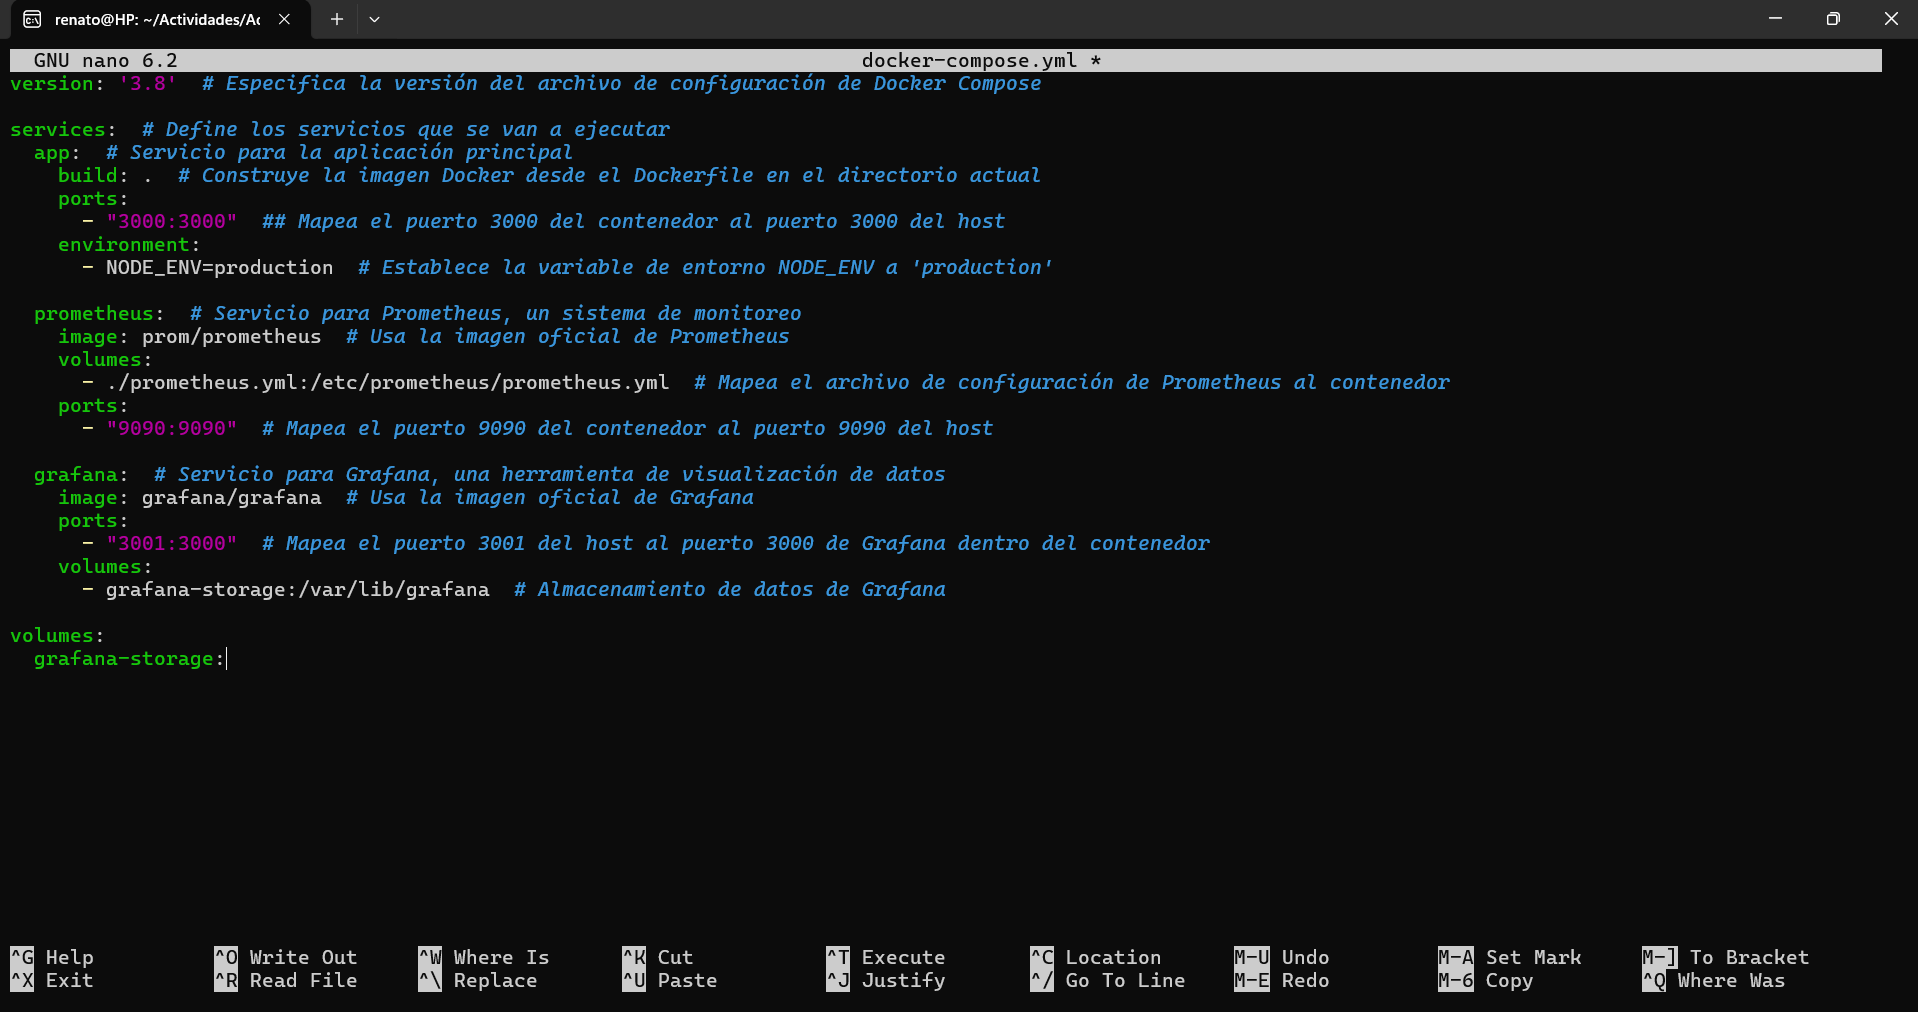 renato@HP: ~/Actividades/Ac
GNU nano 6.2 docker-compose.yml *
version: '3.8'  # Especifica la versión del archivo de configuración de Docker Compose

services:  # Define los servicios que se van a ejecutar
  app:  # Servicio para la aplicación principal
    build: .  # Construye la imagen Docker desde el Dockerfile en el directorio actual
    ports:
      - "3000:3000"  ## Mapea el puerto 3000 del contenedor al puerto 3000 del host
    environment:
      - NODE_ENV=production  # Establece la variable de entorno NODE_ENV a 'production'

  prometheus:  # Servicio para Prometheus, un sistema de monitoreo
    image: prom/prometheus  # Usa la imagen oficial de Prometheus
    volumes:
      - ./prometheus.yml:/etc/prometheus/prometheus.yml  # Mapea el archivo de configuración de Prometheus al contenedor
    ports:
      - "9090:9090"  # Mapea el puerto 9090 del contenedor al puerto 9090 del host

  grafana:  # Servicio para Grafana, una herramienta de visualización de datos
    image: grafana/grafana  # Usa la imagen oficial de Grafana
    ports:
      - "3001:3000"  # Mapea el puerto 3001 del host al puerto 3000 de Grafana dentro del contenedor
    volumes:
      - grafana-storage:/var/lib/grafana  # Almacenamiento de datos de Grafana

volumes:
  grafana-storage:

^G Help ^O Write Out ^W Where Is ^K Cut ^T Execute ^C Location M-U Undo M-A Set Mark M-] To Bracket
^X Exit ^R Read File ^\ Replace ^U Paste ^J Justify ^/ Go To Line M-E Redo M-6 Copy ^Q Where Was